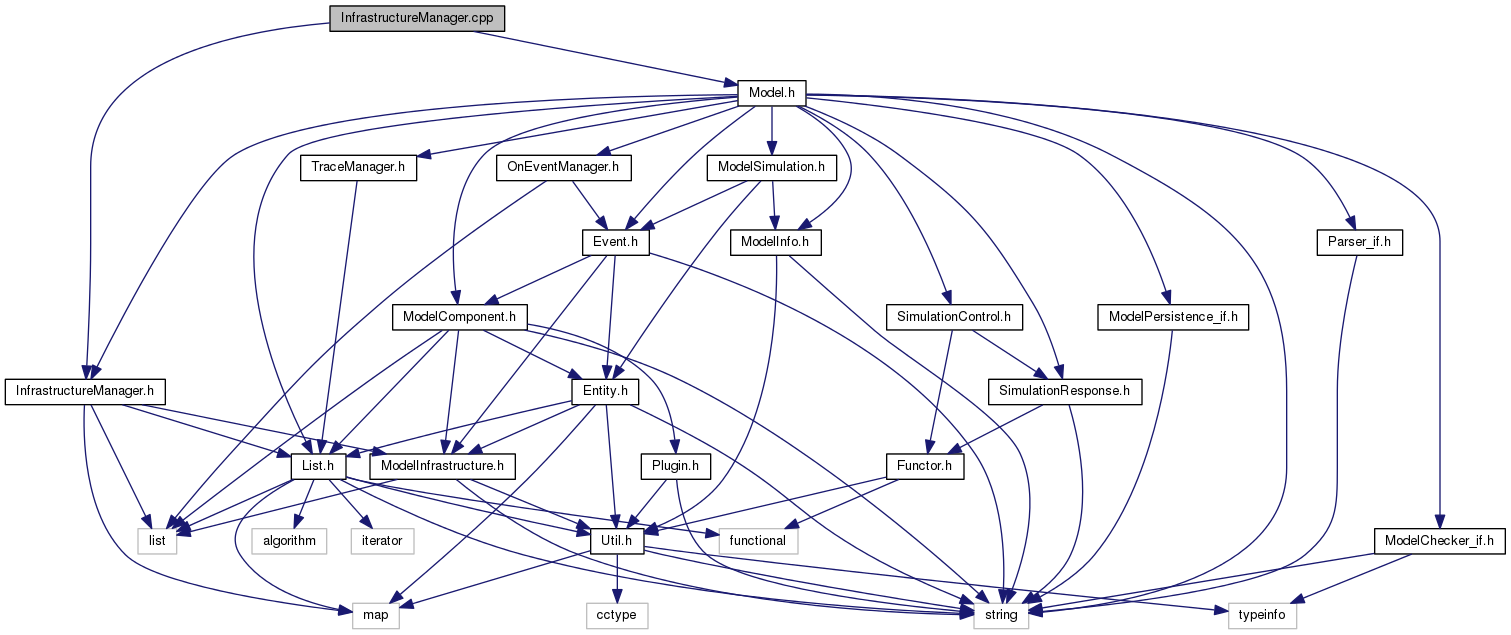 InfrastructureManager.cpp
Model.h
TraceManager.h
OnEventManager.h
ModelSimulation.h
Event.h
ModelInfo.h
Parser_if.h
ModelComponent.h
SimulationControl.h
ModelPersistence_if.h
InfrastructureManager.h
Entity.h
SimulationResponse.h
List.h
ModelInfrastructure.h
Plugin.h
Functor.h
list
algorithm
iterator
Util.h
functional
ModelChecker_if.h
map
cctype
string
typeinfo